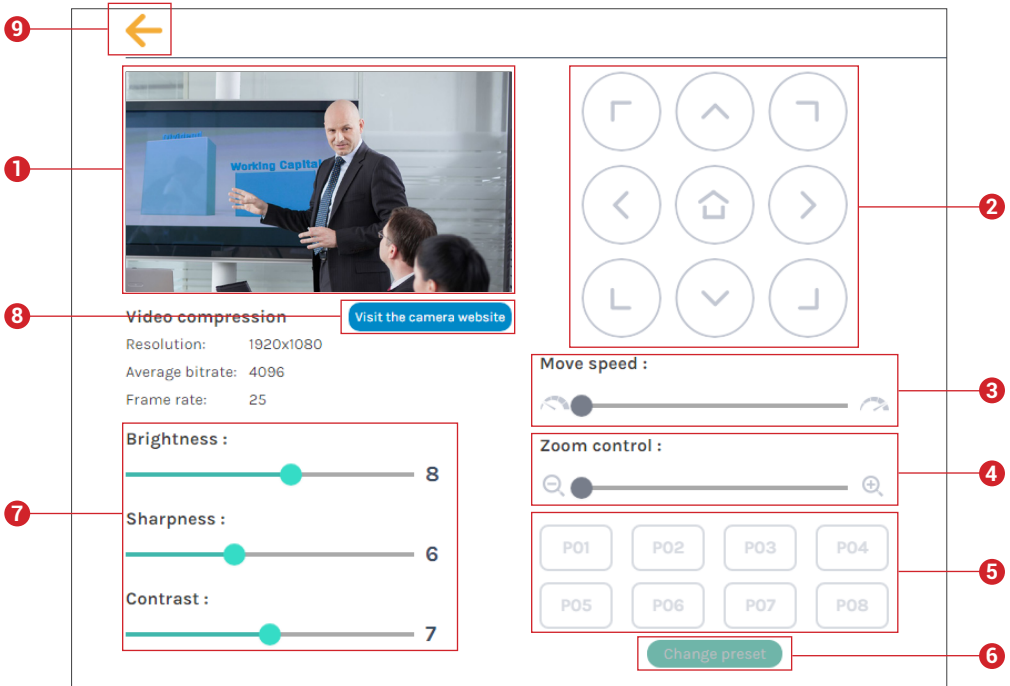 9
1
Working Capital
8
Video compression
Visit the camera website
Resolution: 1920x1080
Average bitrate: 4096
Frame rate: 25
7
Brightness :
8
Sharpness :
6
Contrast :
7
2
Move speed :
3
Zoom control :
4
P01 P02 P03 P04
P05 P06 P07 P08
5
Change preset
6